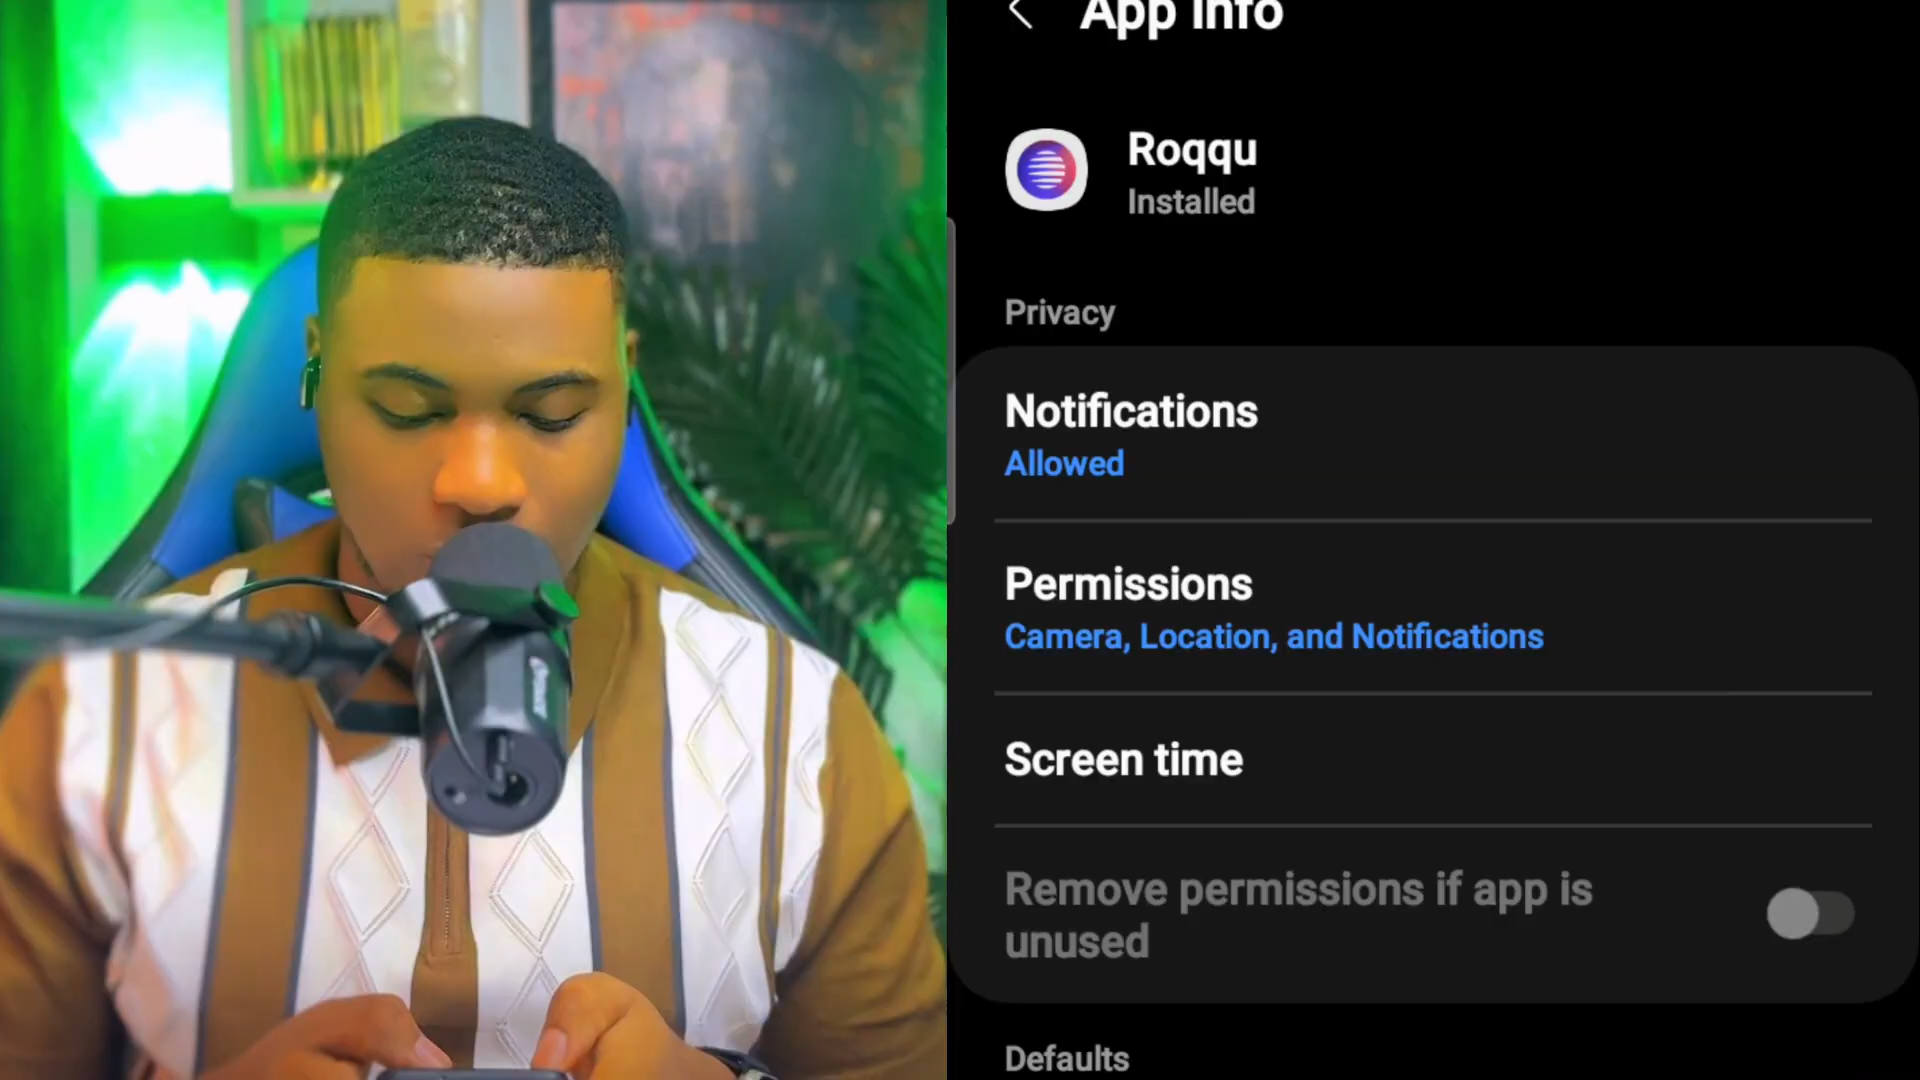 App info
Roqqu
Installed
Privacy
Notifications
Allowed
Permissions
Camera, Location, and Notifications
Screen time
Remove permissions if app is
unused
Defaults